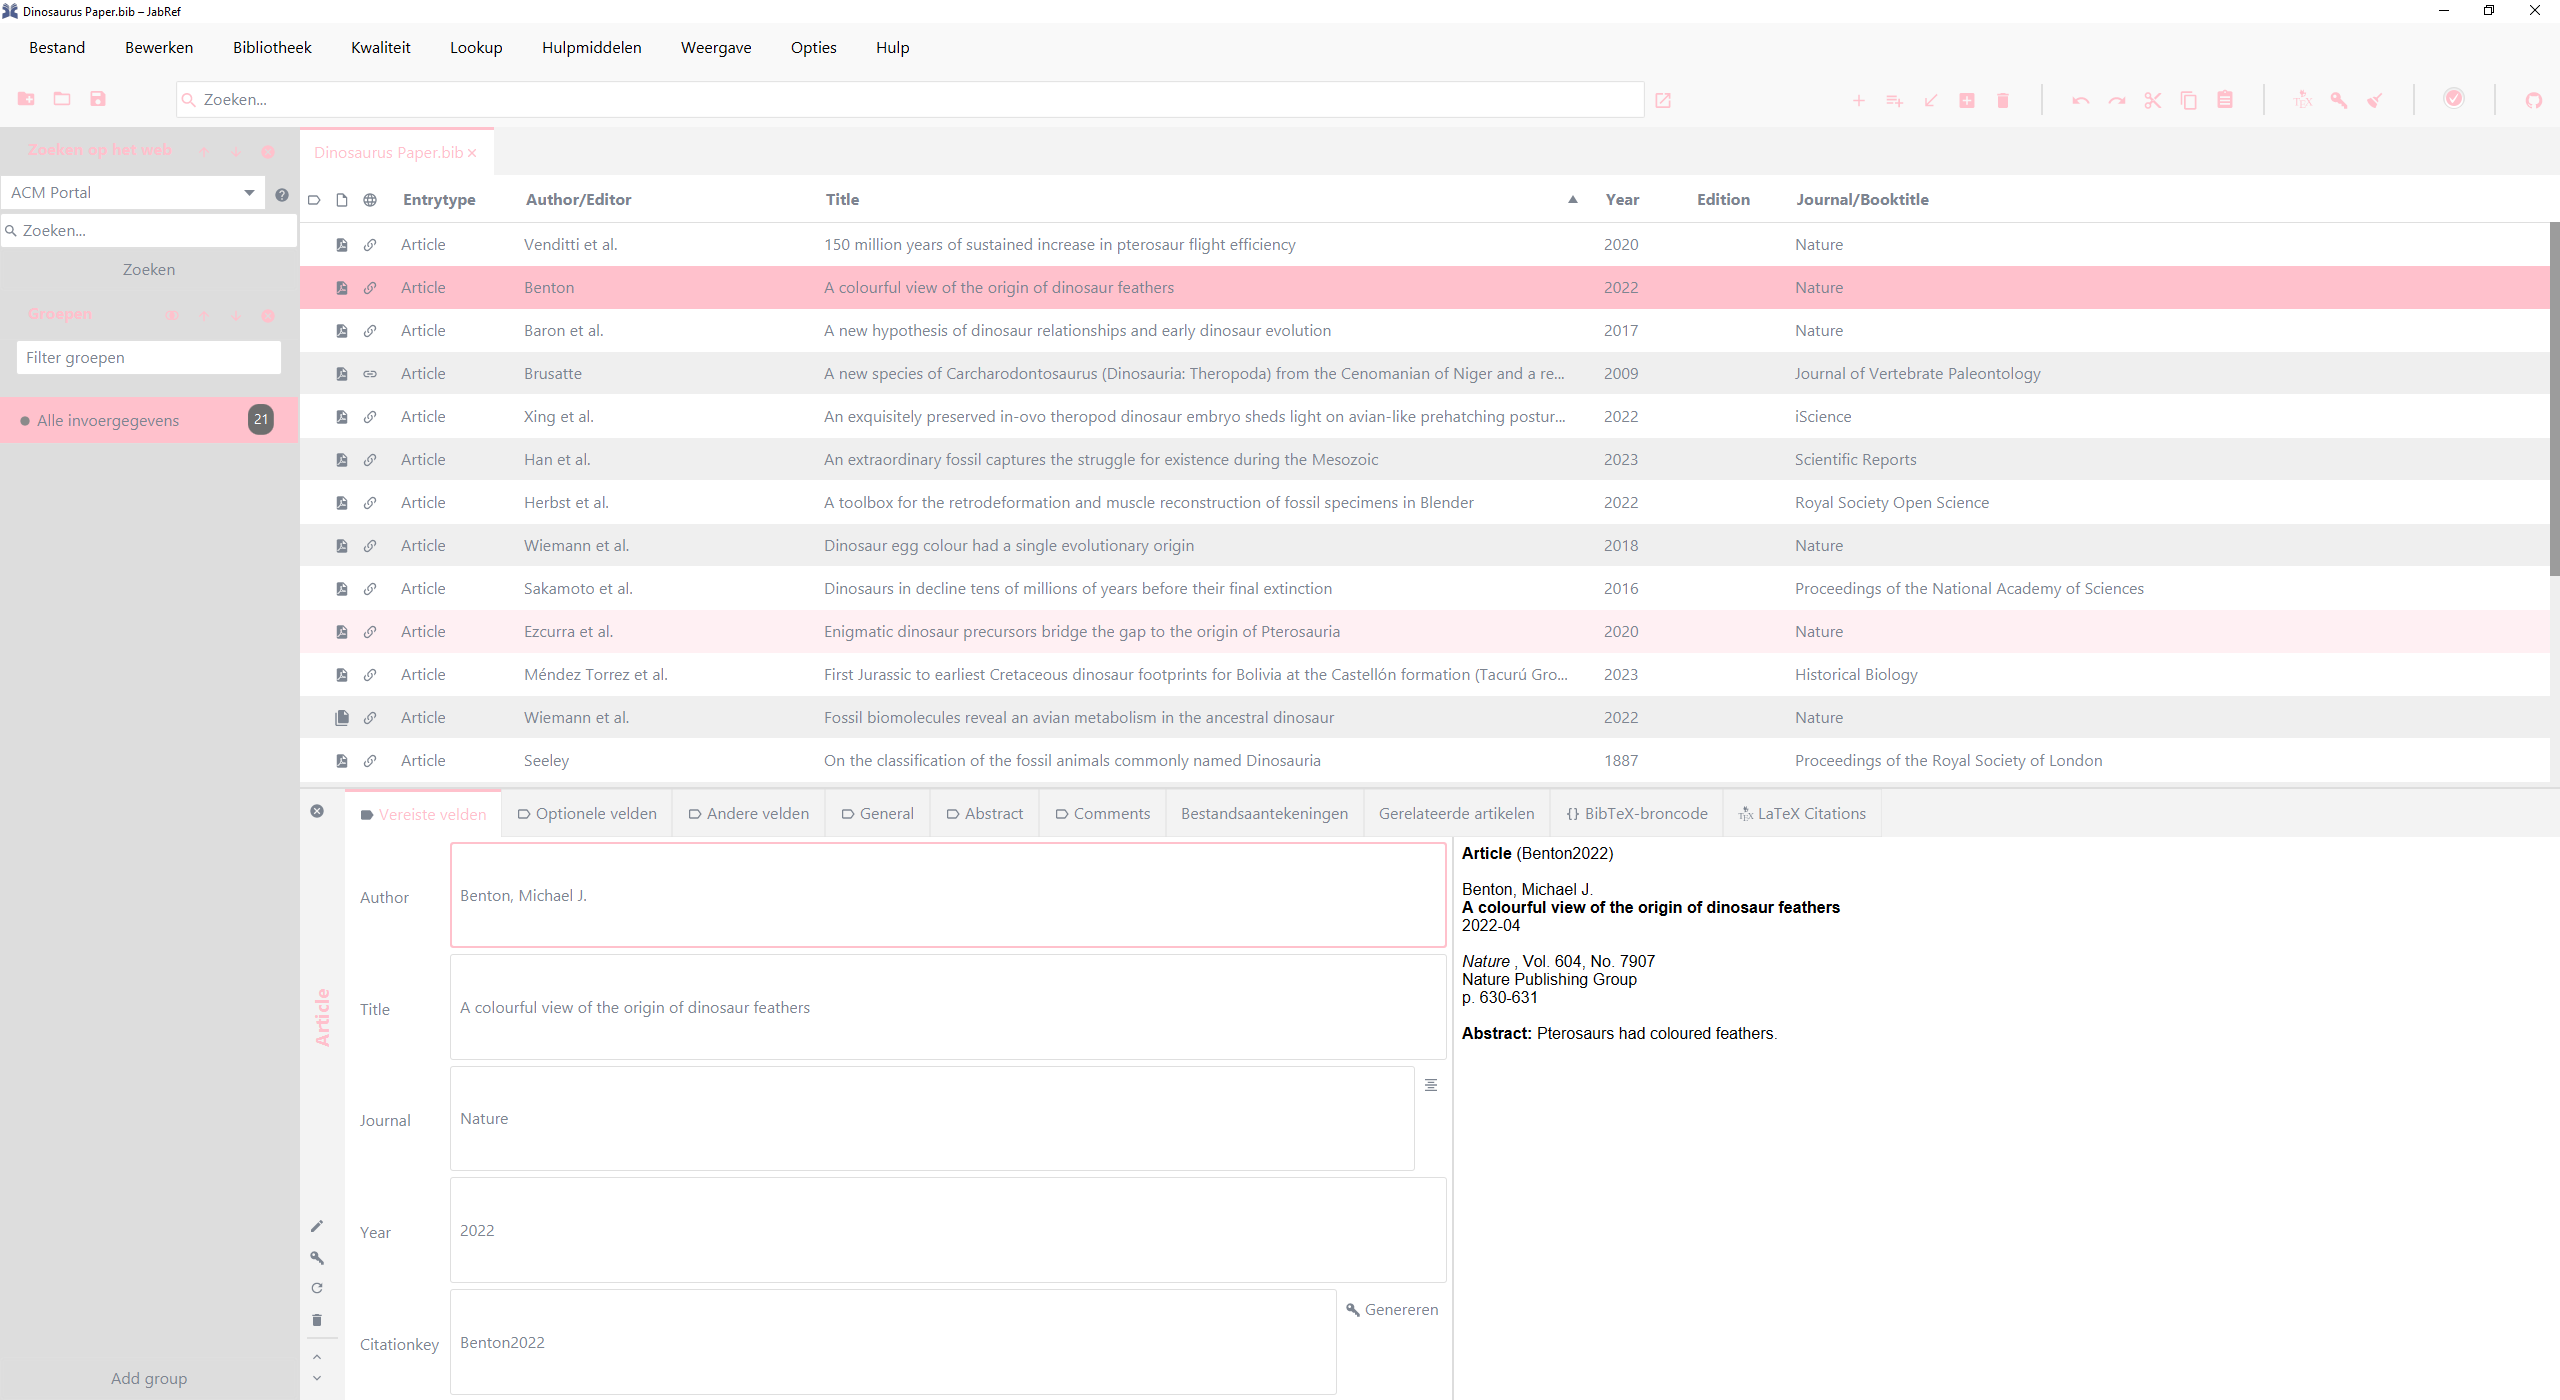 Dinosaurus Paper.bib – JabRef
Bestand Bewerken Bibliotheek Kwaliteit Lookup Hulpmiddelen Weergave Opties Hulp
Zoeken...
Zoeken op het web
ACM Portal
Zoeken...
Zoeken
Groepen
Filter groepen
Alle invoergegevens 21
Add group
Dinosaurus Paper.bib
Entrytype Author/Editor Title Year Edition Journal/Booktitle
Article Venditti et al. 150 million years of sustained increase in pterosaur flight efficiency 2020 Nature
Article Benton A colourful view of the origin of dinosaur feathers 2022 Nature
Article Baron et al. A new hypothesis of dinosaur relationships and early dinosaur evolution 2017 Nature
Article Brusatte A new species of Carcharodontosaurus (Dinosauria: Theropoda) from the Cenomanian of Niger and a re... 2009 Journal of Vertebrate Paleontology
Article Xing et al. An exquisitely preserved in-ovo theropod dinosaur embryo sheds light on avian-like prehatching postur... 2022 iScience
Article Han et al. An extraordinary fossil captures the struggle for existence during the Mesozoic 2023 Scientific Reports
Article Herbst et al. A toolbox for the retrodeformation and muscle reconstruction of fossil specimens in Blender 2022 Royal Society Open Science
Article Wiemann et al. Dinosaur egg colour had a single evolutionary origin 2018 Nature
Article Sakamoto et al. Dinosaurs in decline tens of millions of years before their final extinction 2016 Proceedings of the National Academy of Sciences
Article Ezcurra et al. Enigmatic dinosaur precursors bridge the gap to the origin of Pterosauria 2020 Nature
Article Méndez Torrez et al. First Jurassic to earliest Cretaceous dinosaur footprints for Bolivia at the Castellón formation (Tacurú Gro... 2023 Historical Biology
Article Wiemann et al. Fossil biomolecules reveal an avian metabolism in the ancestral dinosaur 2022 Nature
Article Seeley On the classification of the fossil animals commonly named Dinosauria 1887 Proceedings of the Royal Society of London
Vereiste velden Optionele velden Andere velden General Abstract Comments Bestandsaantekeningen Gerelateerde artikelen {} BibTeX-broncode TEX LaTeX Citations
Article
Author Benton, Michael J.
Title A colourful view of the origin of dinosaur feathers
Journal Nature
Year 2022
Citationkey Benton2022 Genereren
Article (Benton2022)
Benton, Michael J.
A colourful view of the origin of dinosaur feathers
2022-04
Nature , Vol. 604, No. 7907
Nature Publishing Group
p. 630-631
Abstract: Pterosaurs had coloured feathers.